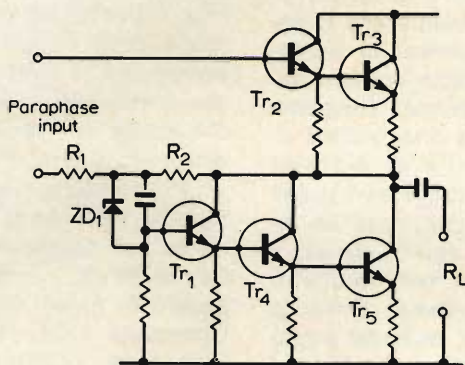 Tr3
Tr2
Paraphase
input
R1
R2
ZD1
Tr1
Tr4
Tr5
RL